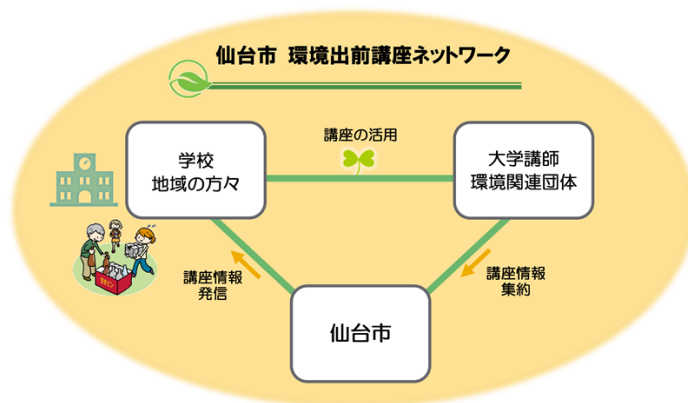 仙台市 環境出前講座ネットワーク
講座の活用
学校
地域の方々
大学講師
環境関連団体
講座情報
発信
講座情報
集約
仙台市